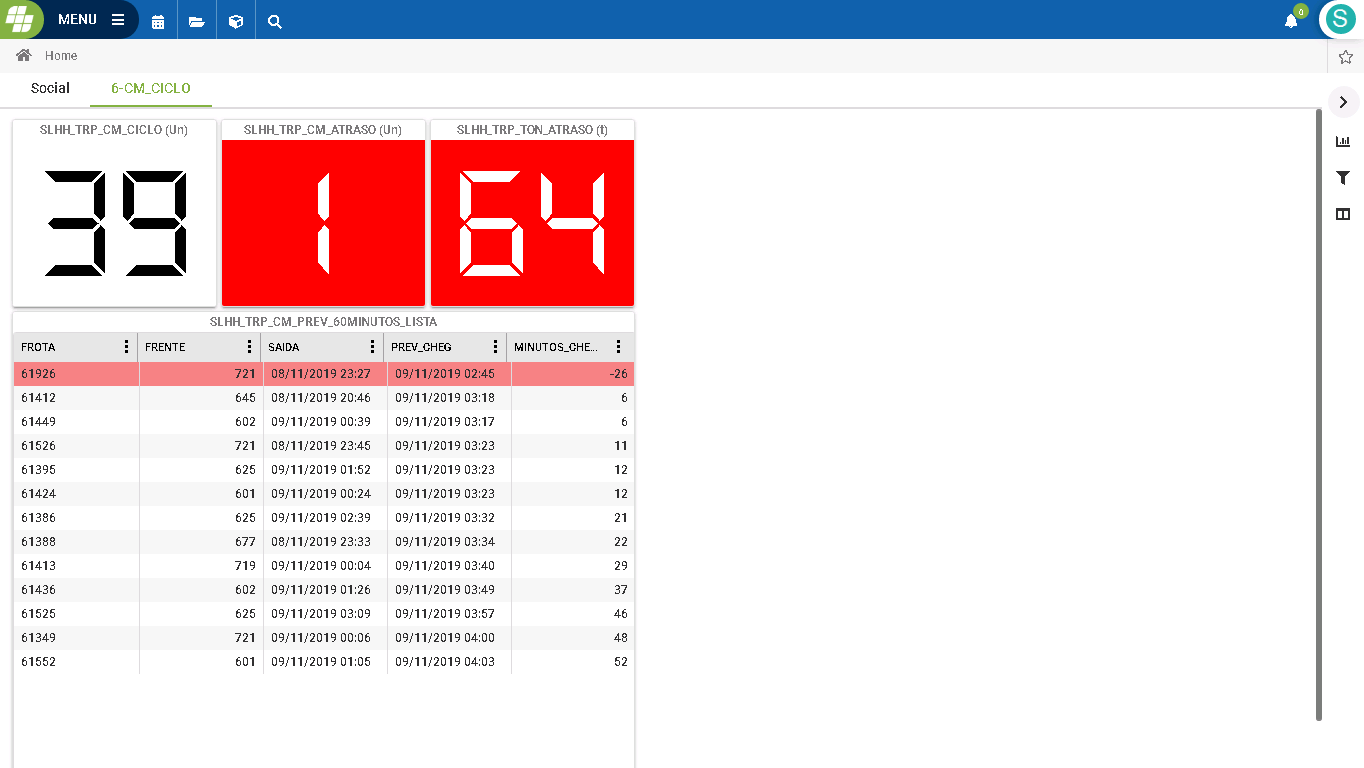 MENU
0
S
Home
Social 6-CM_CICLO
SLHH_TRP_CM_CICLO (Un) SLHH_TRP_CM_ATRASO (Un) SLHH_TRP_TON_ATRASO (t)
39 1 64
SLHH_TRP_CM_PREV_60MINUTOS_LISTA
FROTA FRENTE SAIDA PREV_CHEG MINUTOS_CHE...
61926 721 08/11/2019 23:27 09/11/2019 02:45 -26
61412 645 08/11/2019 20:46 09/11/2019 03:18 6
61449 602 09/11/2019 00:39 09/11/2019 03:17 6
61526 721 08/11/2019 23:45 09/11/2019 03:23 11
61395 625 09/11/2019 01:52 09/11/2019 03:23 12
61424 601 09/11/2019 00:24 09/11/2019 03:23 12
61386 625 09/11/2019 02:39 09/11/2019 03:32 21
61388 677 08/11/2019 23:33 09/11/2019 03:34 22
61413 719 09/11/2019 00:04 09/11/2019 03:40 29
61436 602 09/11/2019 01:26 09/11/2019 03:49 37
61525 625 09/11/2019 03:09 09/11/2019 03:57 46
61349 721 09/11/2019 00:06 09/11/2019 04:00 48
61552 601 09/11/2019 01:05 09/11/2019 04:03 52